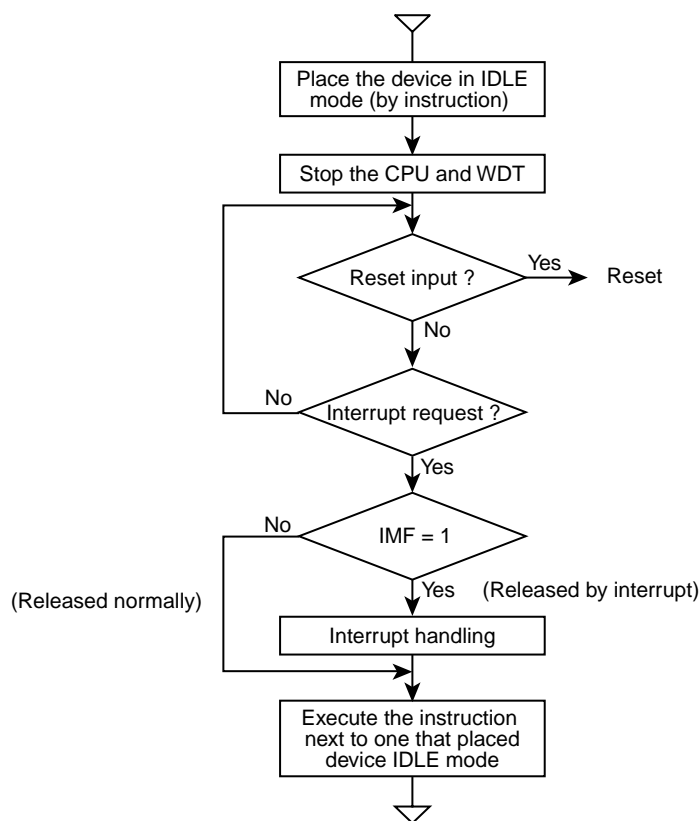 Place the device in IDLE
mode (by instruction)
Stop the CPU and WDT
Reset input ?
Yes
Reset
No
No
Interrupt request ?
Yes
No
IMF = 1
(Released normally)
Yes
(Released by interrupt)
Interrupt handling
Execute the instruction
next to one that placed
device IDLE mode